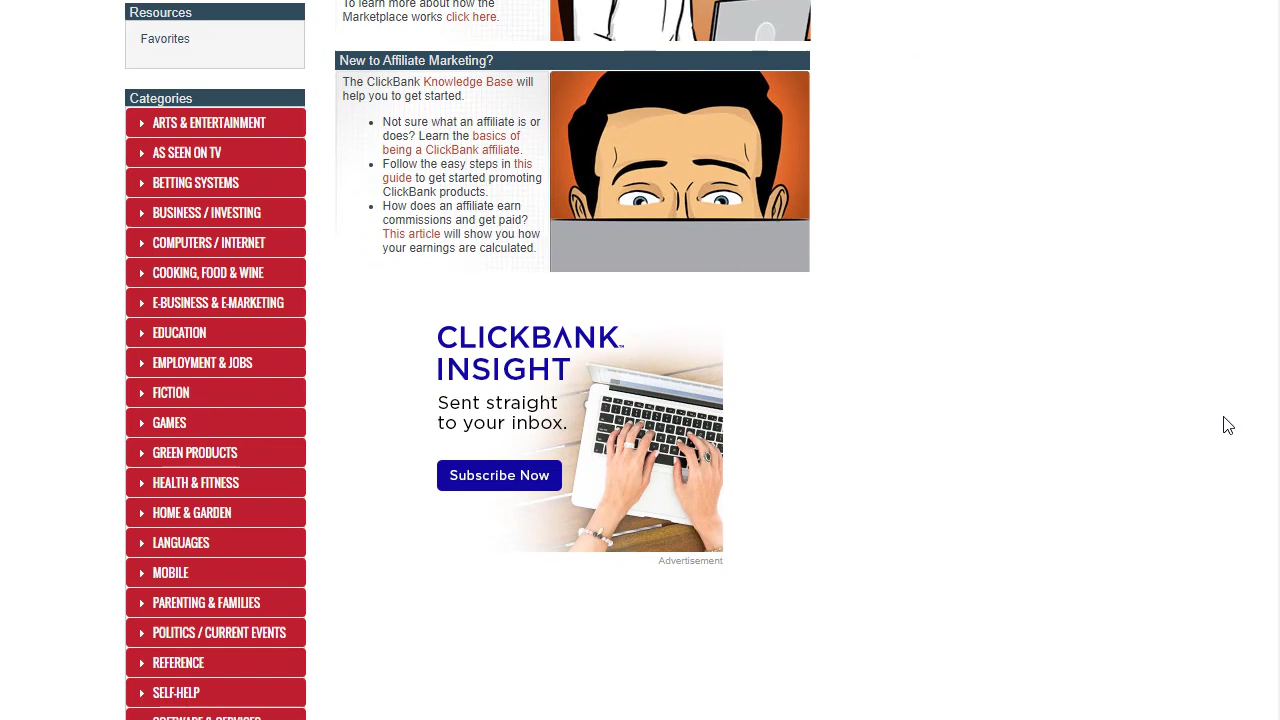 Resources
Favorites
Categories
ARTS & ENTERTAINMENT
AS SEEN ON TV
BETTING SYSTEMS
BUSINESS / INVESTING
COMPUTERS / INTERNET
COOKING, FOOD & WINE
E-BUSINESS & E-MARKETING
EDUCATION
EMPLOYMENT & JOBS
FICTION
GAMES
GREEN PRODUCTS
HEALTH & FITNESS
HOME & GARDEN
LANGUAGES
MOBILE
PARENTING & FAMILIES
POLITICS / CURRENT EVENTS
REFERENCE
SELF-HELP
SOFTWARE & SERVICES
To learn more about how the
Marketplace works click here.
New to Affiliate Marketing?
The ClickBank Knowledge Base will
help you to get started.
Not sure what an affiliate is or
does? Learn the basics of
being a ClickBank affiliate.
Follow the easy steps in this
guide to get started promoting
ClickBank products.
How does an affiliate earn
commissions and get paid?
This article will show you how
your earnings are calculated.
CLICKBANK™
INSIGHT
Sent straight
to your inbox.
Subscribe Now
Advertisement